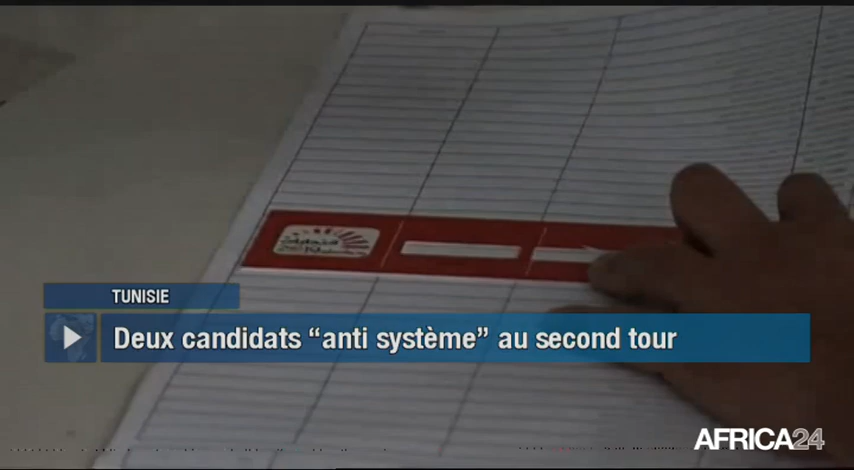 TUNISIE
Deux candidats “anti système” au second tour
AFRICA24